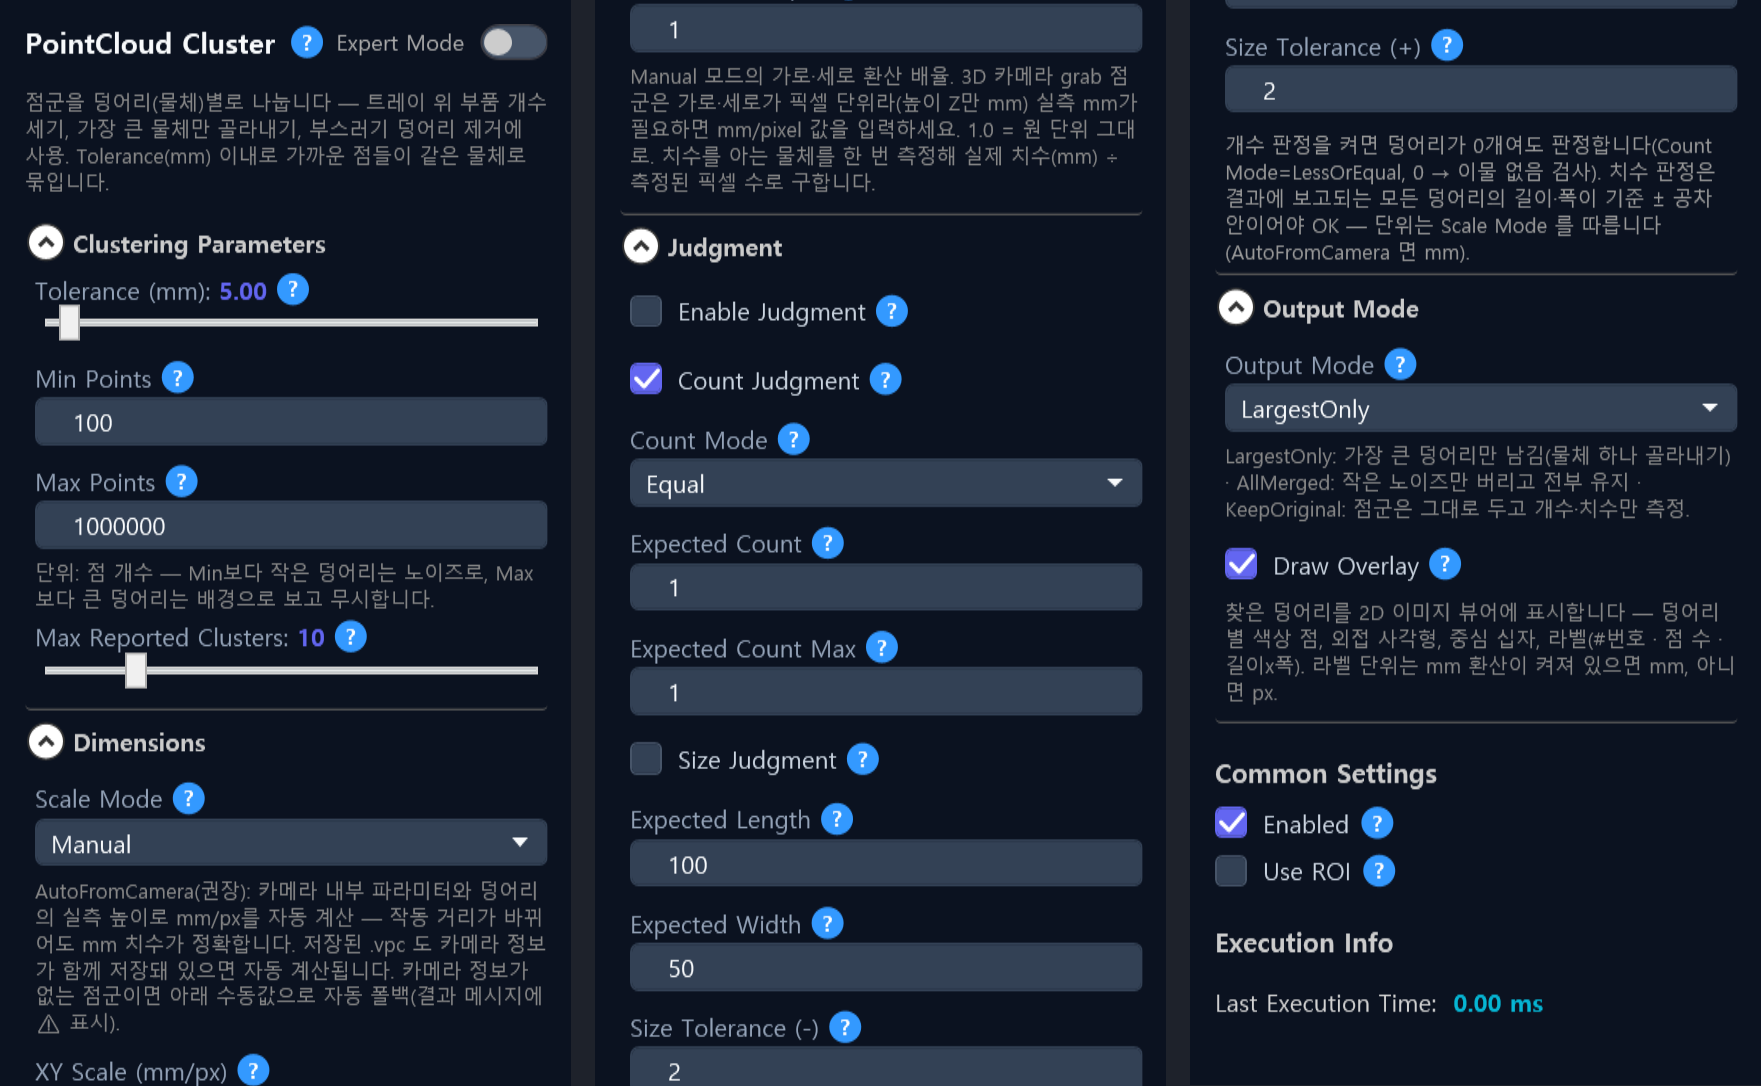 PointCloud Cluster ? Expert Mode
점군을 덩어리(물체)별로 나눕니다 — 트레이 위 부품 개수
세기, 가장 큰 물체만 골라내기, 부스러기 덩어리 제거에
사용. Tolerance(mm) 이내로 가까운 점들이 같은 물체로
묶입니다.
Clustering Parameters
Tolerance (mm): 5.00 ?
Min Points ?
100
Max Points ?
1000000
단위: 점 개수 — Min보다 작은 덩어리는 노이즈로, Max
보다 큰 덩어리는 배경으로 보고 무시합니다.
Max Reported Clusters: 10 ?
Dimensions
Scale Mode ?
Manual
AutoFromCamera(권장): 카메라 내부 파라미터와 덩어리
의 실측 높이로 mm/px를 자동 계산 — 작동 거리가 바뀌
어도 mm 치수가 정확합니다. 저장된 .vpc 도 카메라 정보
가 함께 저장돼 있으면 자동 계산됩니다. 카메라 정보가
없는 점군이면 아래 수동값으로 자동 폴백(결과 메시지에
⚠ 표시).
XY Scale (mm/px) ?
1
Manual 모드의 가로·세로 환산 배율. 3D 카메라 grab 점
군은 가로·세로가 픽셀 단위라(높이 Z만 mm) 실측 mm가
필요하면 mm/pixel 값을 입력하세요. 1.0 = 원 단위 그대
로. 치수를 아는 물체를 한 번 측정해 실제 치수(mm) ÷
측정된 픽셀 수로 구합니다.
Judgment
Enable Judgment ?
Count Judgment ?
Count Mode ?
Equal
Expected Count ?
1
Expected Count Max ?
1
Size Judgment ?
Expected Length ?
100
Expected Width ?
50
Size Tolerance (-) ?
2
Size Tolerance (+) ?
2
개수 판정을 켜면 덩어리가 0개여도 판정합니다(Count
Mode=LessOrEqual, 0 → 이물 없음 검사). 치수 판정은
결과에 보고되는 모든 덩어리의 길이·폭이 기준 ± 공차
안이어야 OK — 단위는 Scale Mode 를 따릅니다
(AutoFromCamera 면 mm).
Output Mode
Output Mode ?
LargestOnly
LargestOnly: 가장 큰 덩어리만 남김(물체 하나 골라내기)
· AllMerged: 작은 노이즈만 버리고 전부 유지 ·
KeepOriginal: 점군은 그대로 두고 개수·치수만 측정.
Draw Overlay ?
찾은 덩어리를 2D 이미지 뷰어에 표시합니다 — 덩어리
별 색상 점, 외접 사각형, 중심 십자, 라벨(#번호 · 점 수 ·
길이x폭). 라벨 단위는 mm 환산이 켜져 있으면 mm, 아니
면 px.
Common Settings
Enabled ?
Use ROI ?
Execution Info
Last Execution Time: 0.00 ms